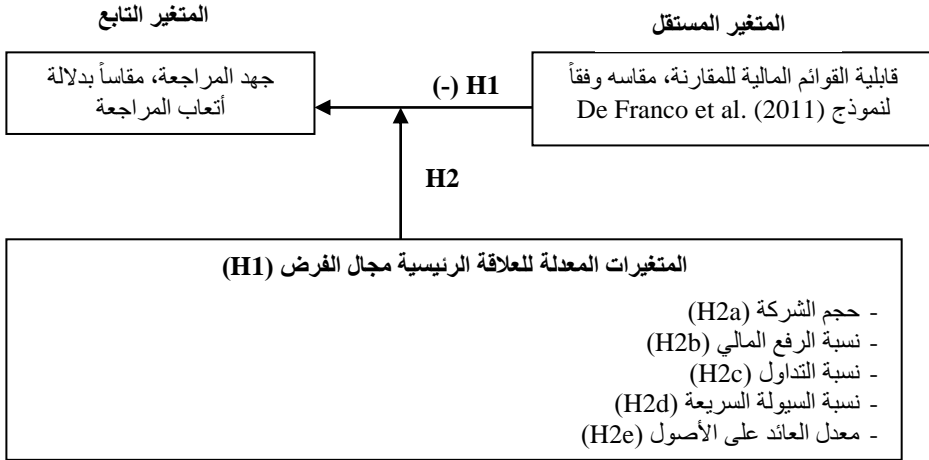 المتغير المستقل
المتغير التابع
قابلية القوائم المالية للمقارنة، مقاسه وفقاً
لنموذج De Franco et al. (2011)
(-) H1
جهد المراجعة، مقاساً بدلالة
أتعاب المراجعة
H2
المتغيرات المعدلة للعلاقة الرئيسية مجال الفرض (H1)
- حجم الشركة (H2a)
- نسبة الرفع المالي (H2b)
- نسبة التداول (H2c)
- نسبة السيولة السريعة (H2d)
- معدل العائد على الأصول (H2e)